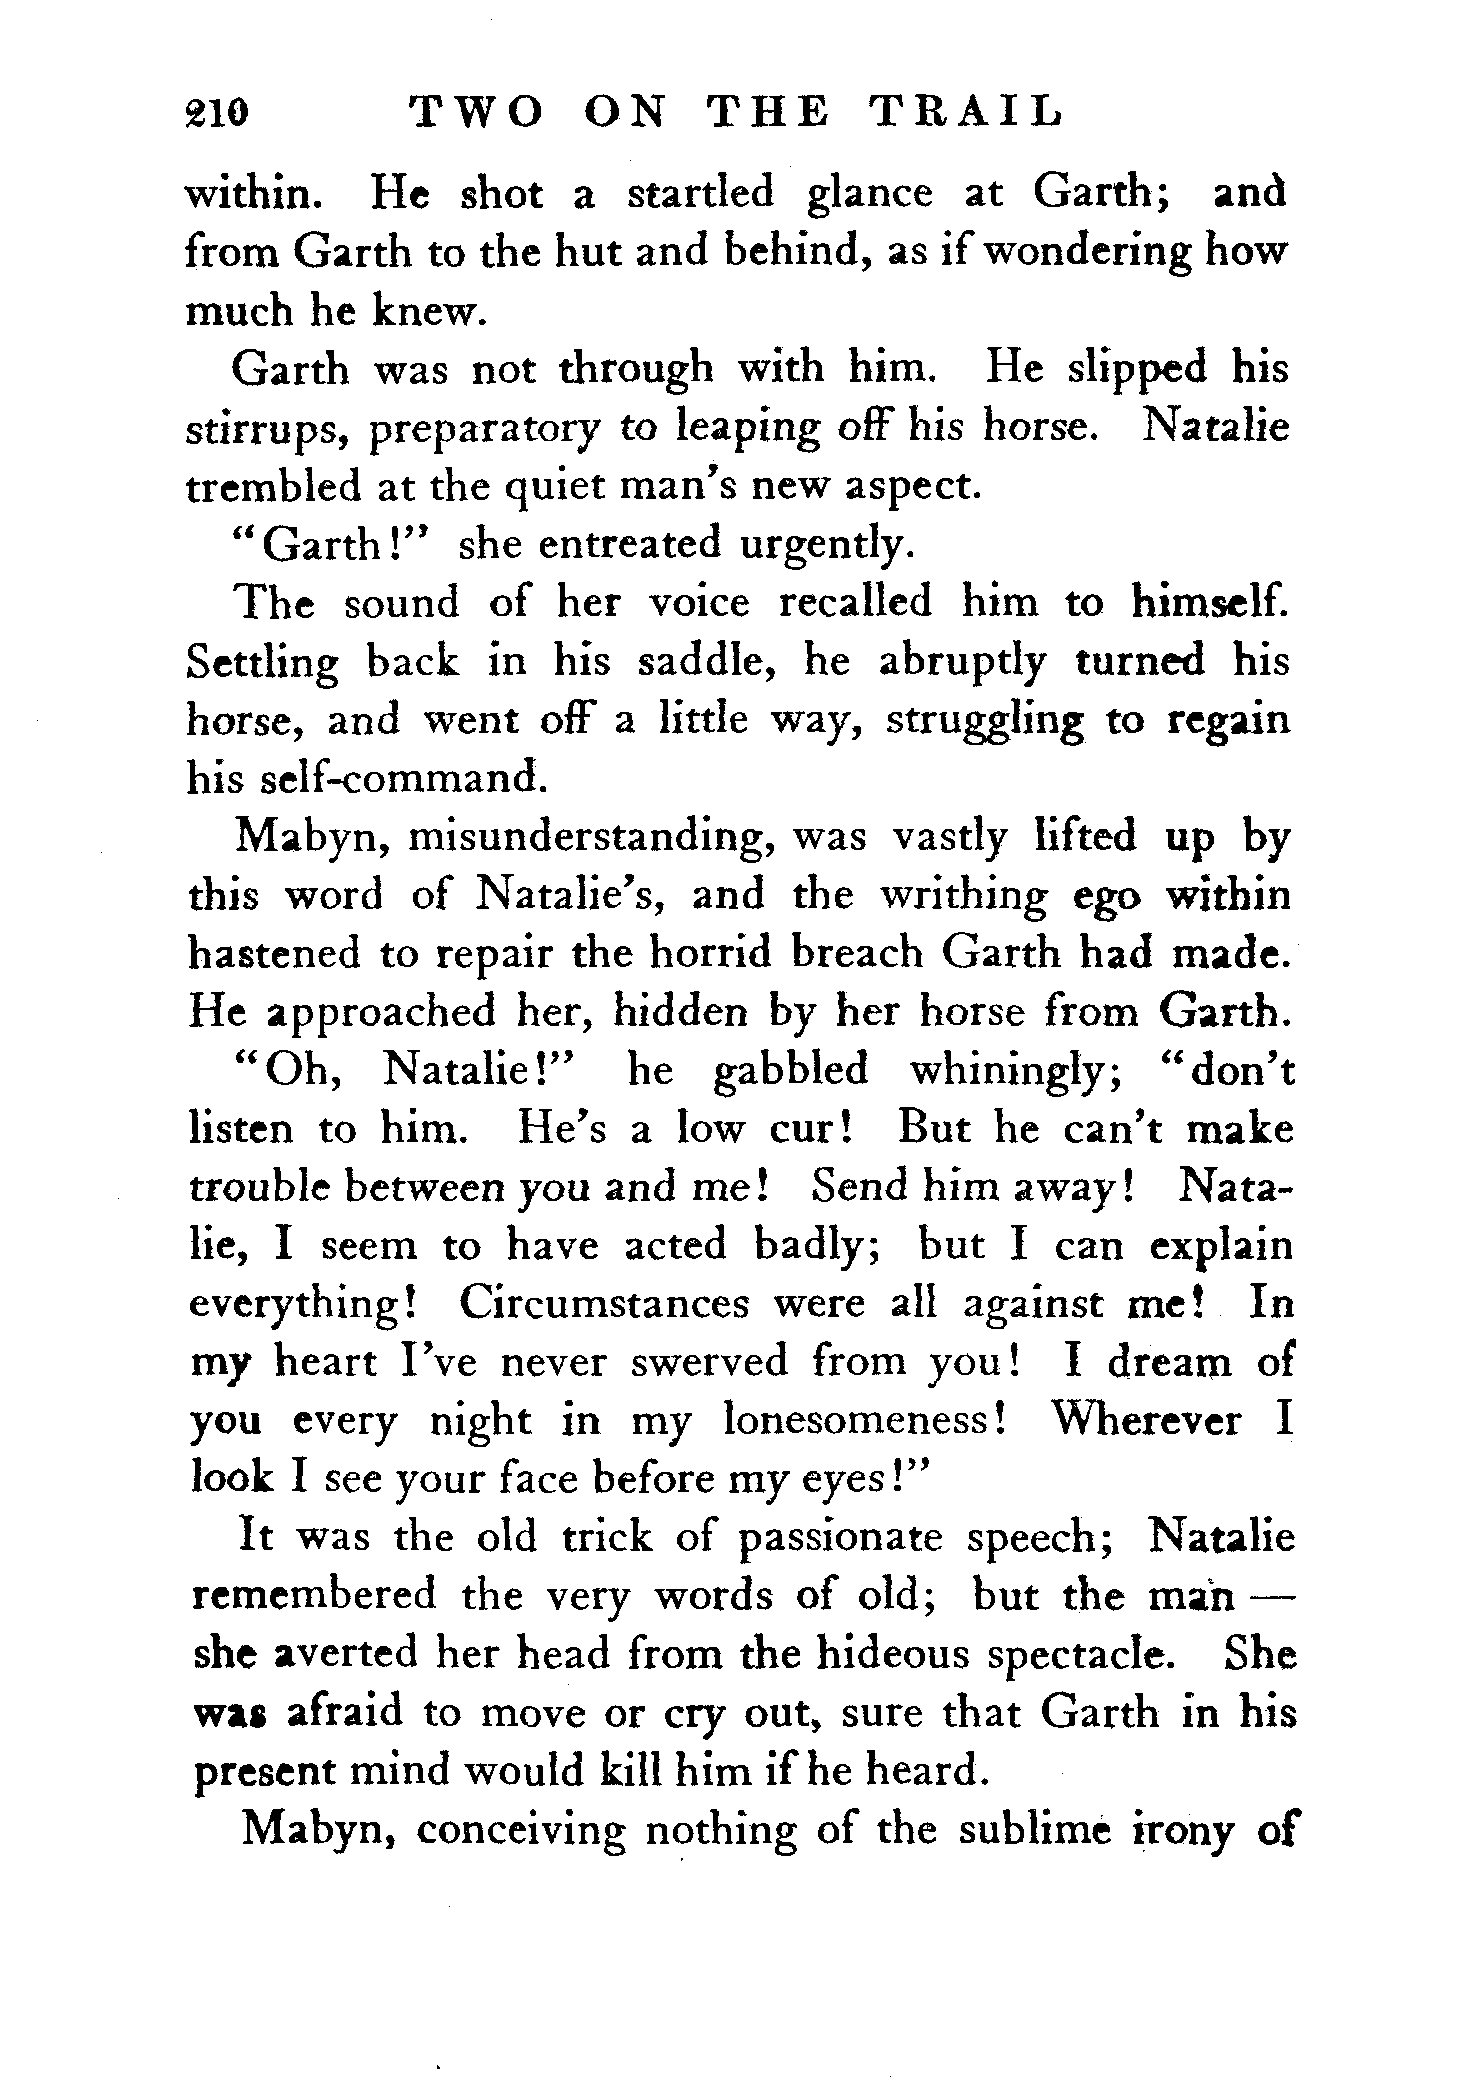 210 TWO ON THE TRAIL
within. He shot a startled glance at Garth; and
from Garth to the hut and behind, as if wondering how
much he knew.
Garth was not through with him. He slipped his
stirrups, preparatory to leaping off his horse. Natalie
trembled at the quiet man's new aspect.
"Garth!" she entreated urgently.
The sound of her voice recalled him to himself.
Settling back in his saddle, he abruptly turned his
horse, and went off a little way, struggling to regain
his self-command.
Mabyn, misunderstanding, was vastly lifted up by
this word of Natalie's, and the writhing ego within
hastened to repair the horrid breach Garth had made.
He approached her, hidden by her horse from Garth.
"Oh, Natalie!" he gabbled whiningly; "don't
listen to him. He's a low cur! But he can't make
trouble between you and me! Send him away! Nata-
lie, I seem to have acted badly; but I can explain
everything! Circumstances were all against me! In
my heart I've never swerved from you! I dream of
you every night in my lonesomeness! Wherever I
look I see your face before my eyes!"
It was the old trick of passionate speech; Natalie
remembered the very words of old; but the man —
she averted her head from the hideous spectacle. She
was afraid to move or cry out, sure that Garth in his
present mind would kill him if he heard.
Mabyn, conceiving nothing of the sublime irony of